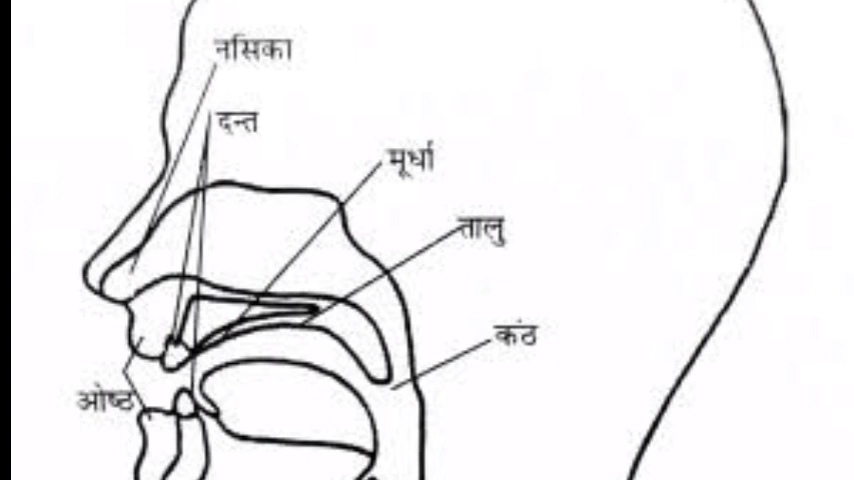 नसिका
दन्त
मूर्धा
तालु
कंठ
ओष्ठ